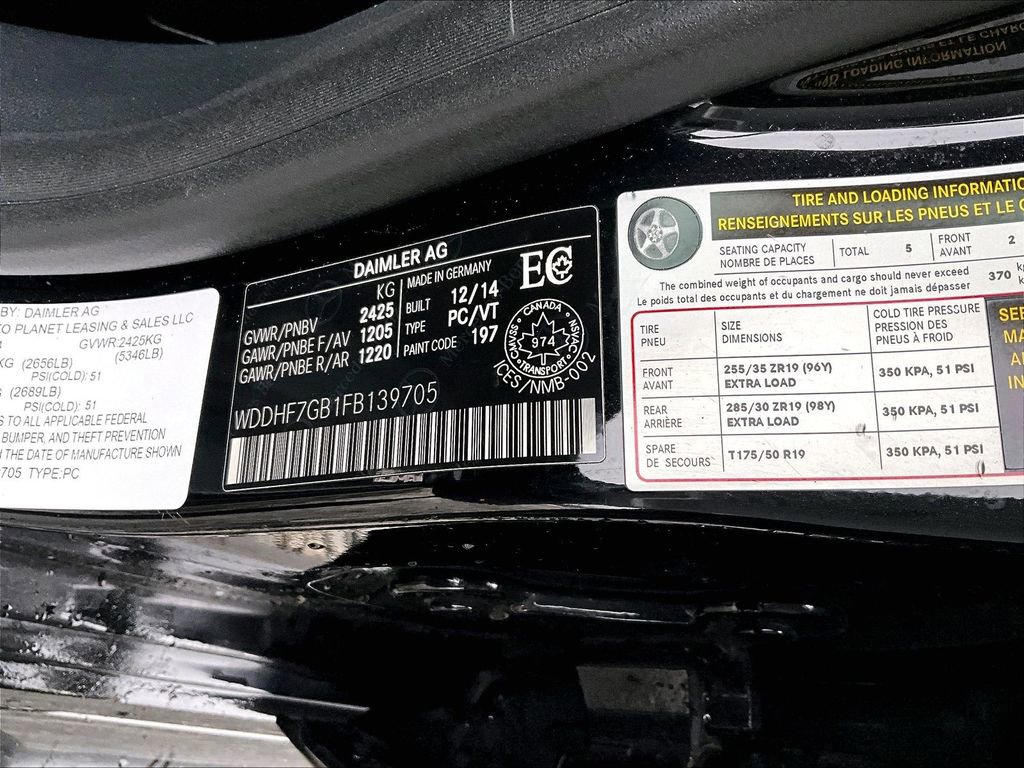 BY: DAIMLER AG
TO PLANET LEASING & SALES LLC
GVWR:2425KG
KG (2656LB) (5346LB)
PSI(COLD): 51
(2689LB)
PSI(COLD): 51
TO ALL APPLICABLE FEDERAL
BUMPER, AND THEFT PREVENTION
THE DATE OF MANUFACTURE SHOWN
9705 TYPE:PC
DAIMLER AG
KG
MADE IN GERMANY
GVWR/PNBV 2425
BUILT 12/14
GAWR/PNBE F/AV 1205
TYPE PC/VT
GAWR/PNBE R/AR 1220
PAINT CODE 197
EC
CANADA
CMVSS 974 NSVAC
TRANSPORT
ICES/NMB-002
WDDHF7GB1FB139705
TIRE AND LOADING INFORMATIO
RENSEIGNEMENTS SUR LES PNEUS ET LE C
SEATING CAPACITY
NOMBRE DE PLACES
TOTAL 5
FRONT
AVANT
2
The combined weight of occupants and cargo should never exceed
Le poids total des occupants et du chargement ne doit jamais dépasser
370
TIRE
PNEU
SIZE
DIMENSIONS
COLD TIRE PRESSURE
PRESSION DES
PNEUS À FROID
FRONT
AVANT
255/35 ZR19 (96Y)
EXTRA LOAD
350 KPA, 51 PSI
REAR
ARRIÈRE
285/30 ZR19 (98Y)
EXTRA LOAD
350 KPA, 51 PSI
SPARE
DE SECOURS
T175/50 R19
350 KPA, 51 PSI
SEE
MA
IN